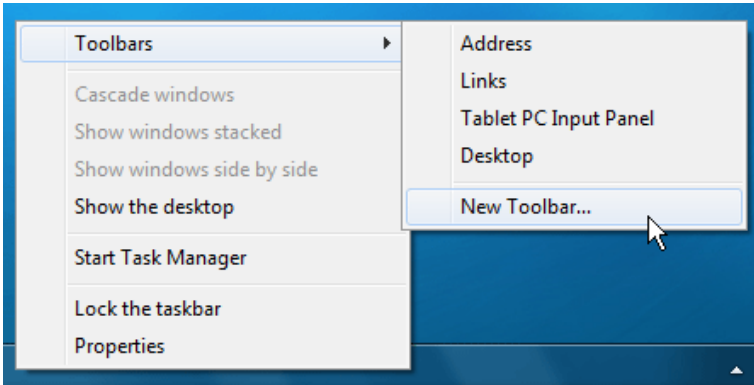 Toolbars
Cascade windows
Show windows stacked
Show windows side by side
Show the desktop
Start Task Manager
Lock the taskbar
Properties
Address
Links
Tablet PC Input Panel
Desktop
New Toolbar...